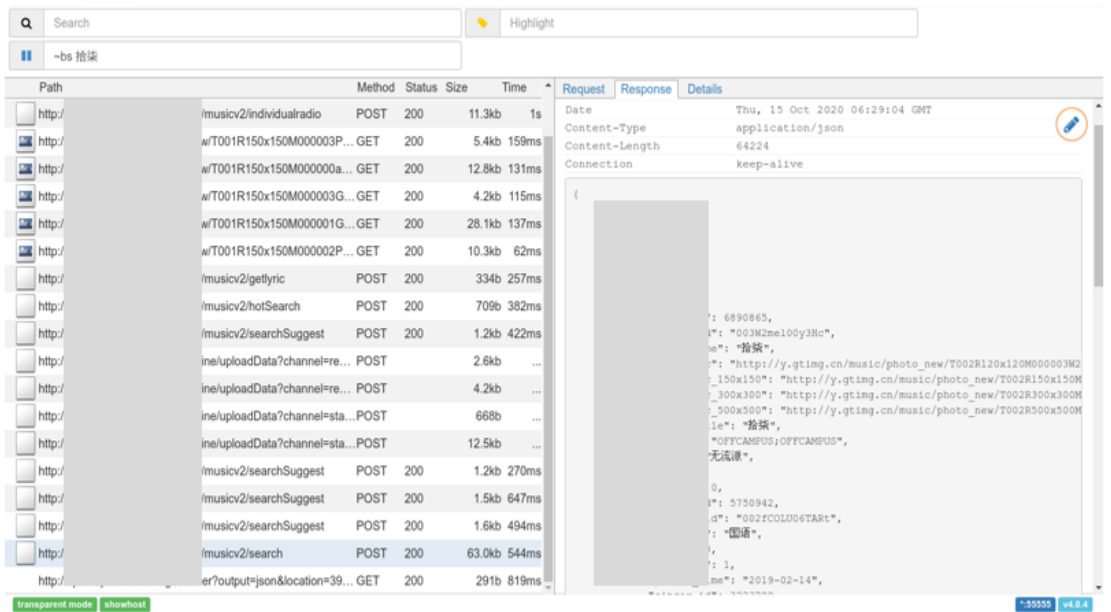 Search
Highlight
~bs 拾柒
Path Method Status Size Time
http:/ /musicv2/individualradio POST 200 11.3kb 1s
http:/ w/T001R150x150M000003P... GET 200 5.4kb 159ms
http:/ w/T001R150x150M000000a... GET 200 12.8kb 131ms
http:/ w/T001R150x150M000003G... GET 200 4.2kb 115ms
http:/ w/T001R150x150M000001G... GET 200 28.1kb 137ms
http:/ w/T001R150x150M000002P... GET 200 10.3kb 62ms
http:/ /musicv2/getlyric POST 200 334b 257ms
http:/ /musicv2/hotSearch POST 200 709b 382ms
http:/ /musicv2/searchSuggest POST 200 1.2kb 422ms
http:/ ine/uploadData?channel=re... POST 2.6kb ...
http:/ ine/uploadData?channel=re... POST 4.2kb ...
http:/ ine/uploadData?channel=sta... POST 668b ...
http:/ ine/uploadData?channel=sta... POST 12.5kb ...
http:/ /musicv2/searchSuggest POST 200 1.2kb 270ms
http:/ /musicv2/searchSuggest POST 200 1.5kb 647ms
http:/ /musicv2/searchSuggest POST 200 1.6kb 494ms
http:/ /musicv2/search POST 200 63.0kb 544ms
http:/ er?output=json&location=39... GET 200 291b 819ms
Request Response Details
Date Thu, 15 Oct 2020 06:29:04 GMT
Content-Type application/json
Content-Length 64224
Connection keep-alive
{
": 6890865,
": "003W2mel00y3Hc",
me": "拾柒",
": "http://y.gtimg.cn/music/photo_new/T002R120x120M000003W2
_150x150": "http://y.gtimg.cn/music/photo_new/T002R150x150M
_300x300": "http://y.gtimg.cn/music/photo_new/T002R300x300M
_500x500": "http://y.gtimg.cn/music/photo_new/T002R500x500M
le": "拾柒",
"OFFCAMPUS;OFFCAMPUS",
"无流派",
0,
": 5750942,
id": "002fCOLU06TARt",
": "国语",
),
": 1,
me": "2019-02-14",
transparent mode showhost
*:55555 v4.0.4